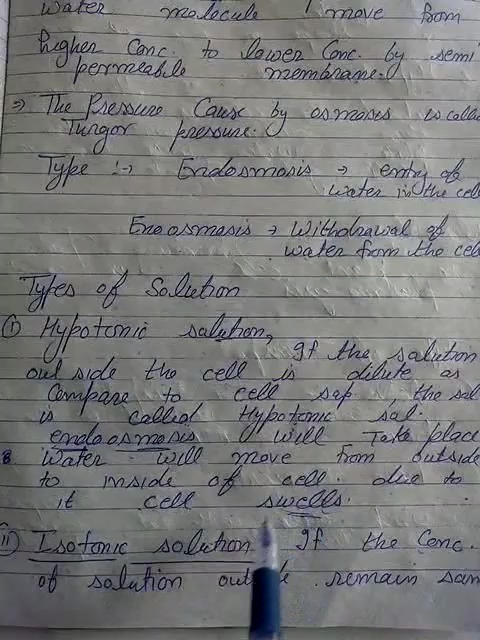 Water molecule move from
higher Conc. to lower Conc. by semi
permeable membrane.
⇒ The Pressure Cause by osmosis is calle
Turgor pressure.
Type :→ Endosmosis → entry of
water in the cell
Exo osmosis → Withdrawal of
water from the cell
Types of Solution
(i) Hypotonic solution, If the solution
out side the cell is dilute as
Compare to cell sap, the sol
is called Hypotonic sol.
endoosmosis will Take place
& Water will move from outside
to inside of cell. due to
it cell swells.
(ii) Isotonic solution If the Conc.
of solution outside remain sam